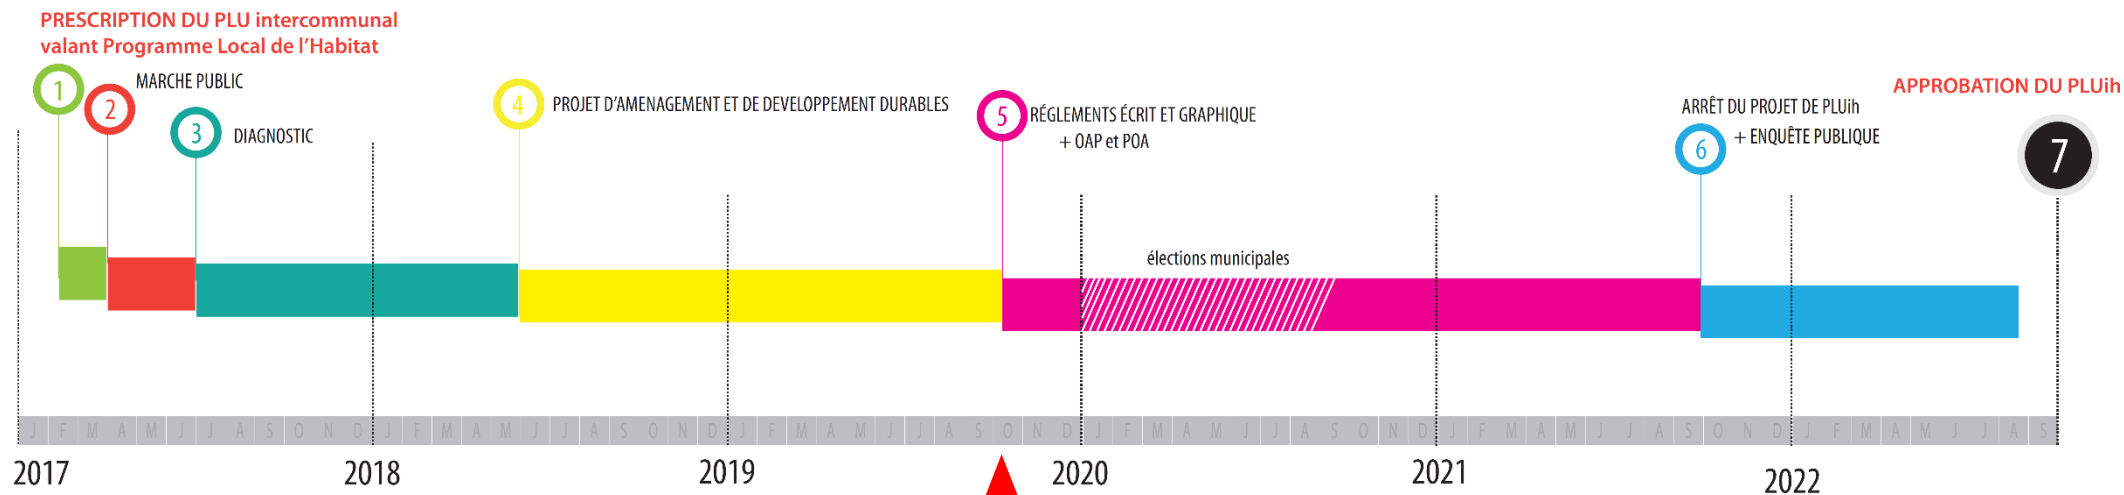 PRESCRIPTION DU PLU intercommunal
valant Programme Local de l'Habitat
1
2
MARCHE PUBLIC
3
DIAGNOSTIC
4
PROJET D'AMENAGEMENT ET DE DEVELOPPEMENT DURABLES
5
RÉGLEMENTS ÉCRIT ET GRAPHIQUE
+ OAP et POA
ARRÊT DU PROJET DE PLUih
6
+ ENQUÊTE PUBLIQUE
APPROBATION DU PLUih
7
élections municipales
J F M A M J J A S O N D J F M A M J J A S O N D J F M A M J J A S O N D J F M A M J J A S O N D J F M A M J J A S O N D J F M A M J J A S
2017 2018 2019 2020 2021 2022